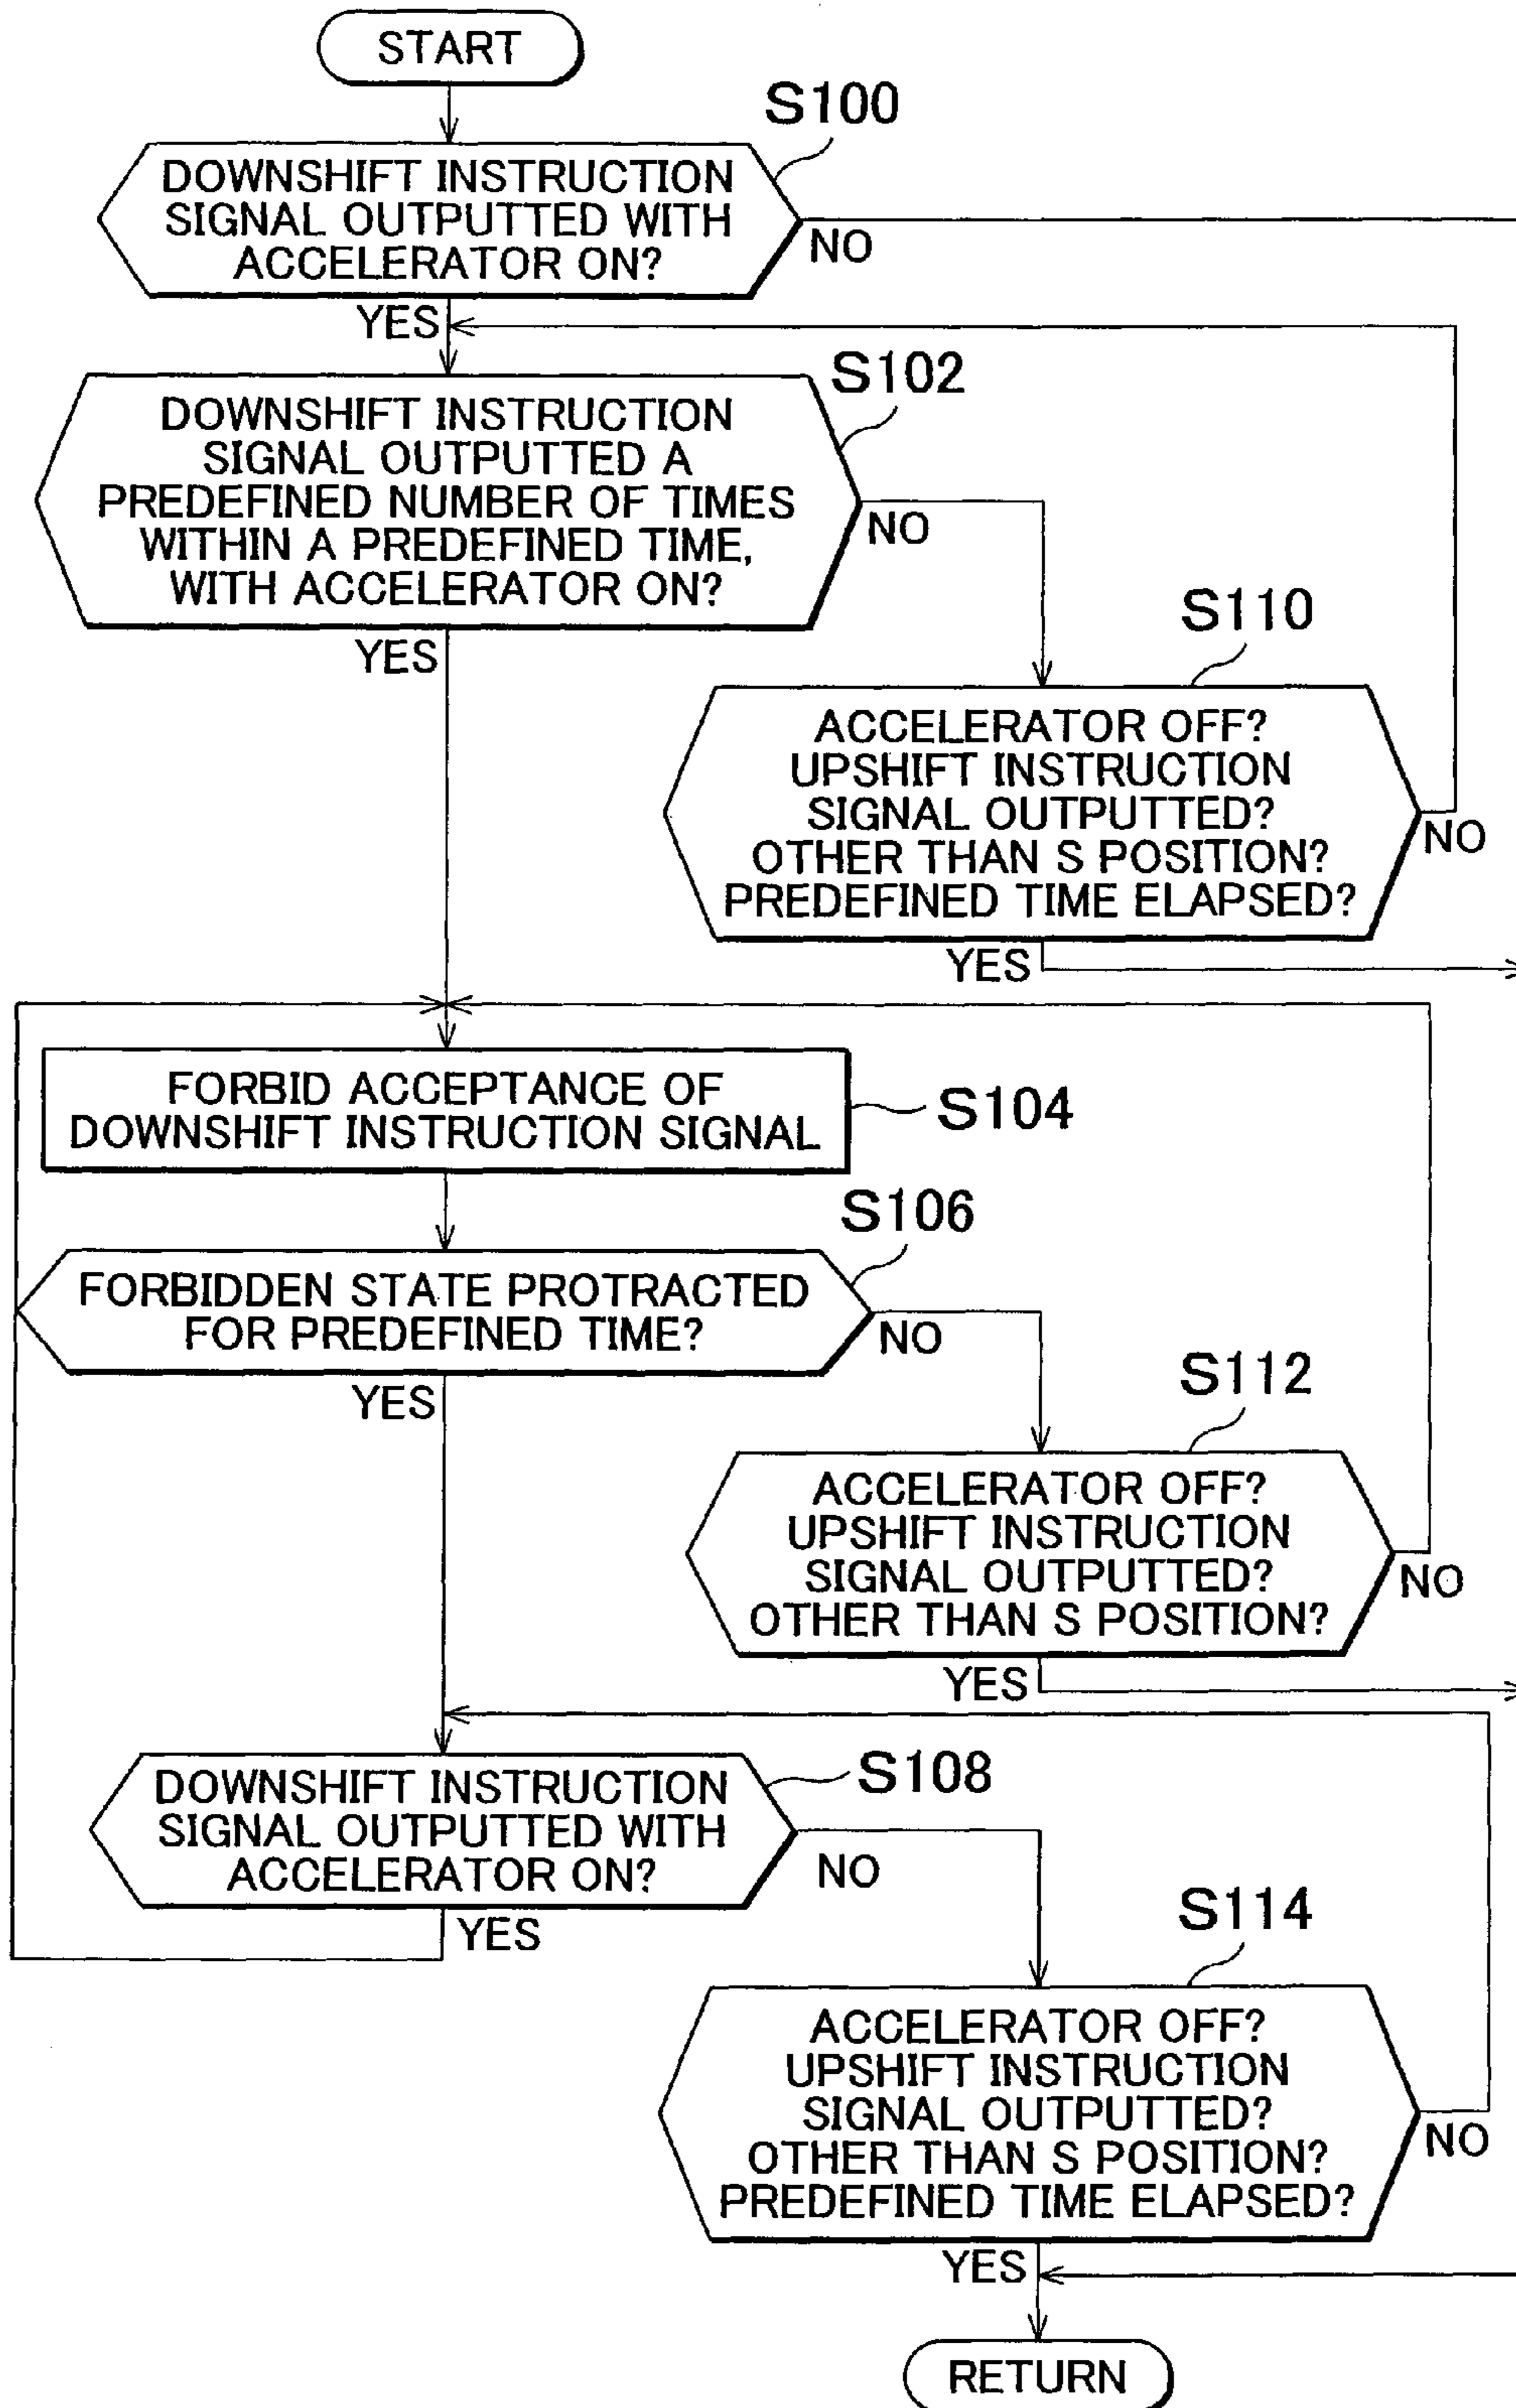 START
S100
DOWNSHIFT INSTRUCTION
SIGNAL OUTPUTTED WITH
ACCELERATOR ON?
NO
YES
S102
DOWNSHIFT INSTRUCTION
SIGNAL OUTPUTTED A
PREDEFINED NUMBER OF TIMES
WITHIN A PREDEFINED TIME,
WITH ACCELERATOR ON?
NO
YES
S110
ACCELERATOR OFF?
UPSHIFT INSTRUCTION
SIGNAL OUTPUTTED?
OTHER THAN S POSITION?
PREDEFINED TIME ELAPSED?
NO
YES
FORBID ACCEPTANCE OF
DOWNSHIFT INSTRUCTION SIGNAL
S104
S106
FORBIDDEN STATE PROTRACTED
FOR PREDEFINED TIME?
NO
YES
S112
ACCELERATOR OFF?
UPSHIFT INSTRUCTION
SIGNAL OUTPUTTED?
OTHER THAN S POSITION?
NO
YES
S108
DOWNSHIFT INSTRUCTION
SIGNAL OUTPUTTED WITH
ACCELERATOR ON?
NO
YES
S114
ACCELERATOR OFF?
UPSHIFT INSTRUCTION
SIGNAL OUTPUTTED?
OTHER THAN S POSITION?
PREDEFINED TIME ELAPSED?
NO
YES
RETURN